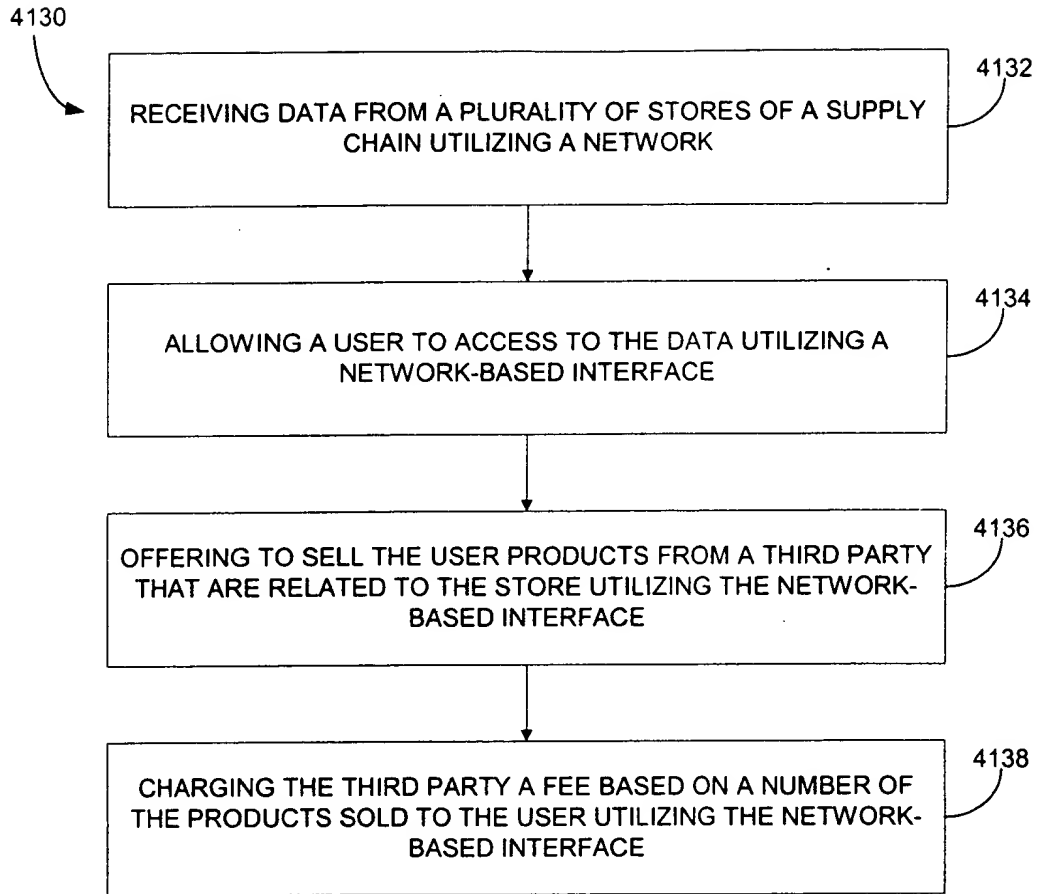 4130
4132
RECEIVING DATA FROM A PLURALITY OF STORES OF A SUPPLY
CHAIN UTILIZING A NETWORK
4134
ALLOWING A USER TO ACCESS TO THE DATA UTILIZING A
NETWORK-BASED INTERFACE
4136
OFFERING TO SELL THE USER PRODUCTS FROM A THIRD PARTY
THAT ARE RELATED TO THE STORE UTILIZING THE NETWORK-
BASED INTERFACE
4138
CHARGING THE THIRD PARTY A FEE BASED ON A NUMBER OF
THE PRODUCTS SOLD TO THE USER UTILIZING THE NETWORK-
BASED INTERFACE